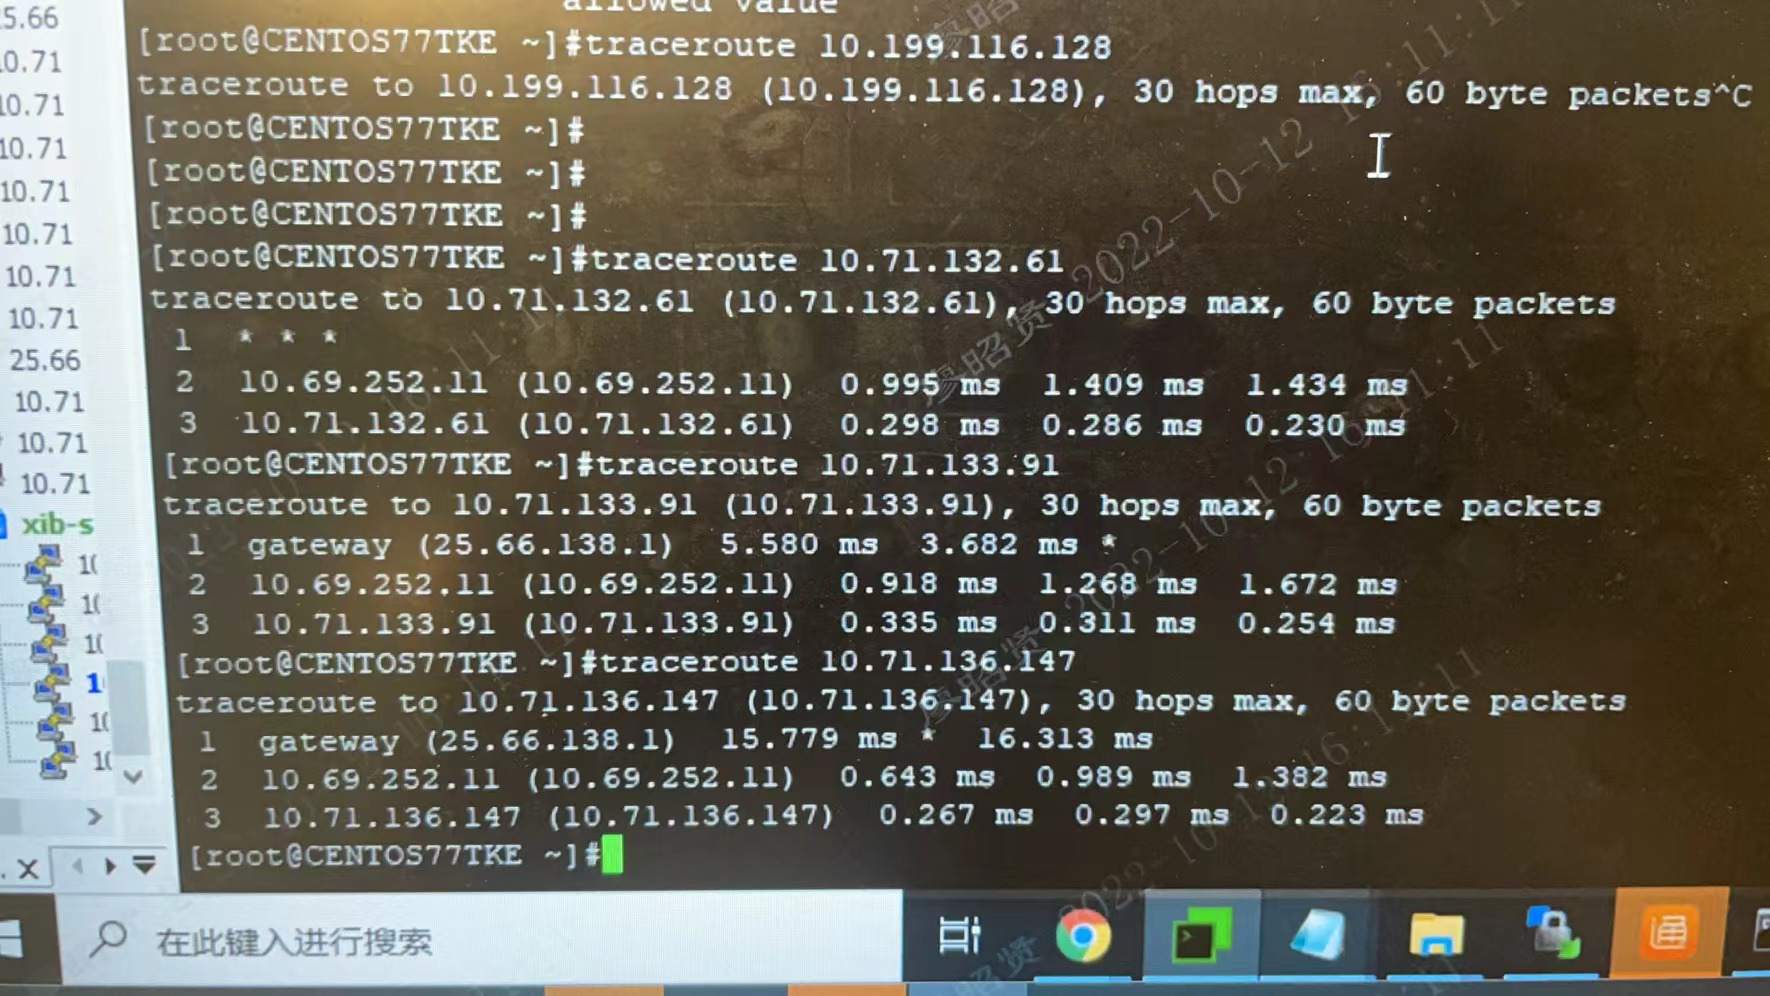 allowed value
[root@CENTOS77TKE ~]#traceroute 10.199.116.128
traceroute to 10.199.116.128 (10.199.116.128), 30 hops max, 60 byte packets^C
[root@CENTOS77TKE ~]#
[root@CENTOS77TKE ~]#
[root@CENTOS77TKE ~]#
[root@CENTOS77TKE ~]#traceroute 10.71.132.61
traceroute to 10.71.132.61 (10.71.132.61), 30 hops max, 60 byte packets
1 * * *
2 10.69.252.11 (10.69.252.11) 0.995 ms 1.409 ms 1.434 ms
3 10.71.132.61 (10.71.132.61) 0.298 ms 0.286 ms 0.230 ms
[root@CENTOS77TKE ~]#traceroute 10.71.133.91
traceroute to 10.71.133.91 (10.71.133.91), 30 hops max, 60 byte packets
1 gateway (25.66.138.1) 5.580 ms 3.682 ms *
2 10.69.252.11 (10.69.252.11) 0.918 ms 1.268 ms 1.672 ms
3 10.71.133.91 (10.71.133.91) 0.335 ms 0.311 ms 0.254 ms
[root@CENTOS77TKE ~]#traceroute 10.71.136.147
traceroute to 10.71.136.147 (10.71.136.147), 30 hops max, 60 byte packets
1 gateway (25.66.138.1) 15.779 ms * 16.313 ms
2 10.69.252.11 (10.69.252.11) 0.643 ms 0.989 ms 1.382 ms
3 10.71.136.147 (10.71.136.147) 0.267 ms 0.297 ms 0.223 ms
[root@CENTOS77TKE ~]#
5.66
0.71
10.71
10.71
10.71
10.71
10.71
10.71
25.66
10.71
10.71
10.71
xib-s
10
10
10
1
10
10
在此键入进行搜索
廖昭贤 2022-10-12 16:11:11